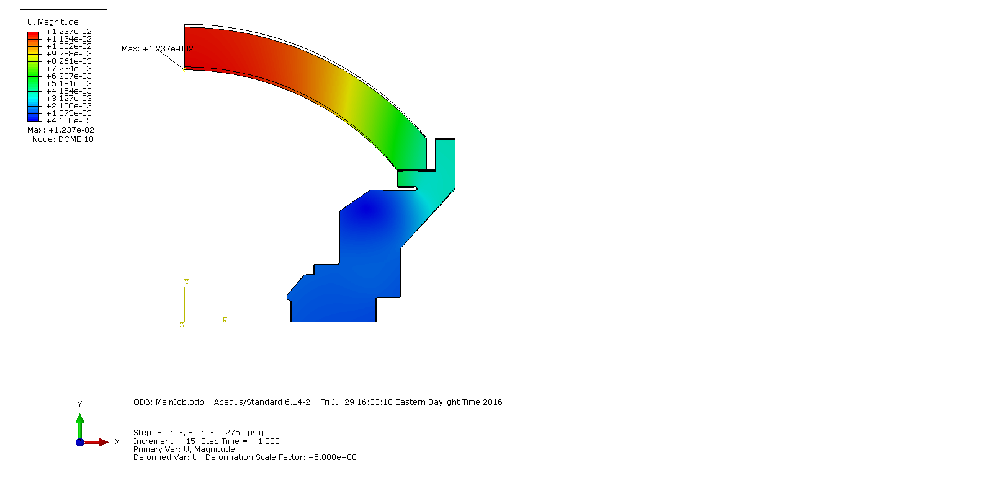 U, Magnitude
+1.237e-02
+1.134e-02
+1.032e-02
+9.288e-03
+8.261e-03
+7.234e-03
+6.207e-03
+5.181e-03
+4.154e-03
+3.127e-03
+2.100e-03
+1.073e-03
+4.600e-05
Max: +1.237e-02
Node: DOME.10
Max: +1.237e-002
Z
Y
X
ODB: MainJob.odb    Abaqus/Standard 6.14-2    Fri Jul 29 16:33:18 Eastern Daylight Time 2016
Step: Step-3, Step-3 -- 2750 psig
Increment     15: Step Time =    1.000
Primary Var: U, Magnitude
Deformed Var: U   Deformation Scale Factor: +5.000e+00